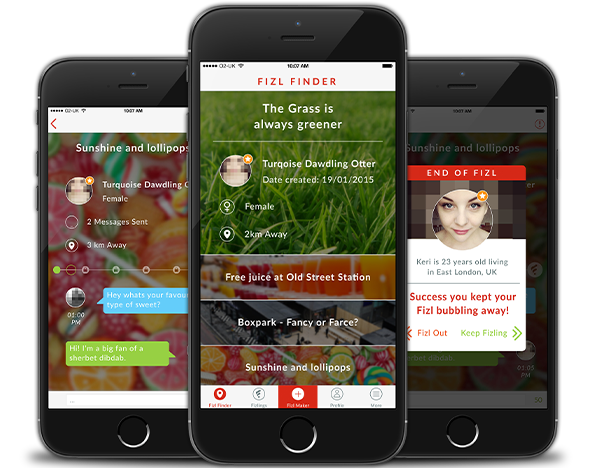 O2-UK
10:07 AM
Sunshine and lollipops
Turquoise Dawdling O
Female
2 Messages Sent
3 km Away
Hey whats your favou
type of sweet?
01:00
PM
Hi! I'm a big fan of a
sherbet dibdab.
...
O2-UK
10:07 AM
FIZL FINDER
The Grass is
always greener
Turqoise Dawdling Otter
Date created: 19/01/2015
Female
2km Away
Free juice at Old Street Station
Boxpark - Fancy or Farce?
Sunshine and lollipops
Fizl Finder
Fizlings
Fizl Maker
Profile
More
10:07 AM
Sunshine and lollipops
END OF FIZL
Keri is 23 years old living
in East London, UK
Success you kept your
Fizl bubbling away!
Fizl Out
Keep Fizling
sherbet dibdab.
PM
50